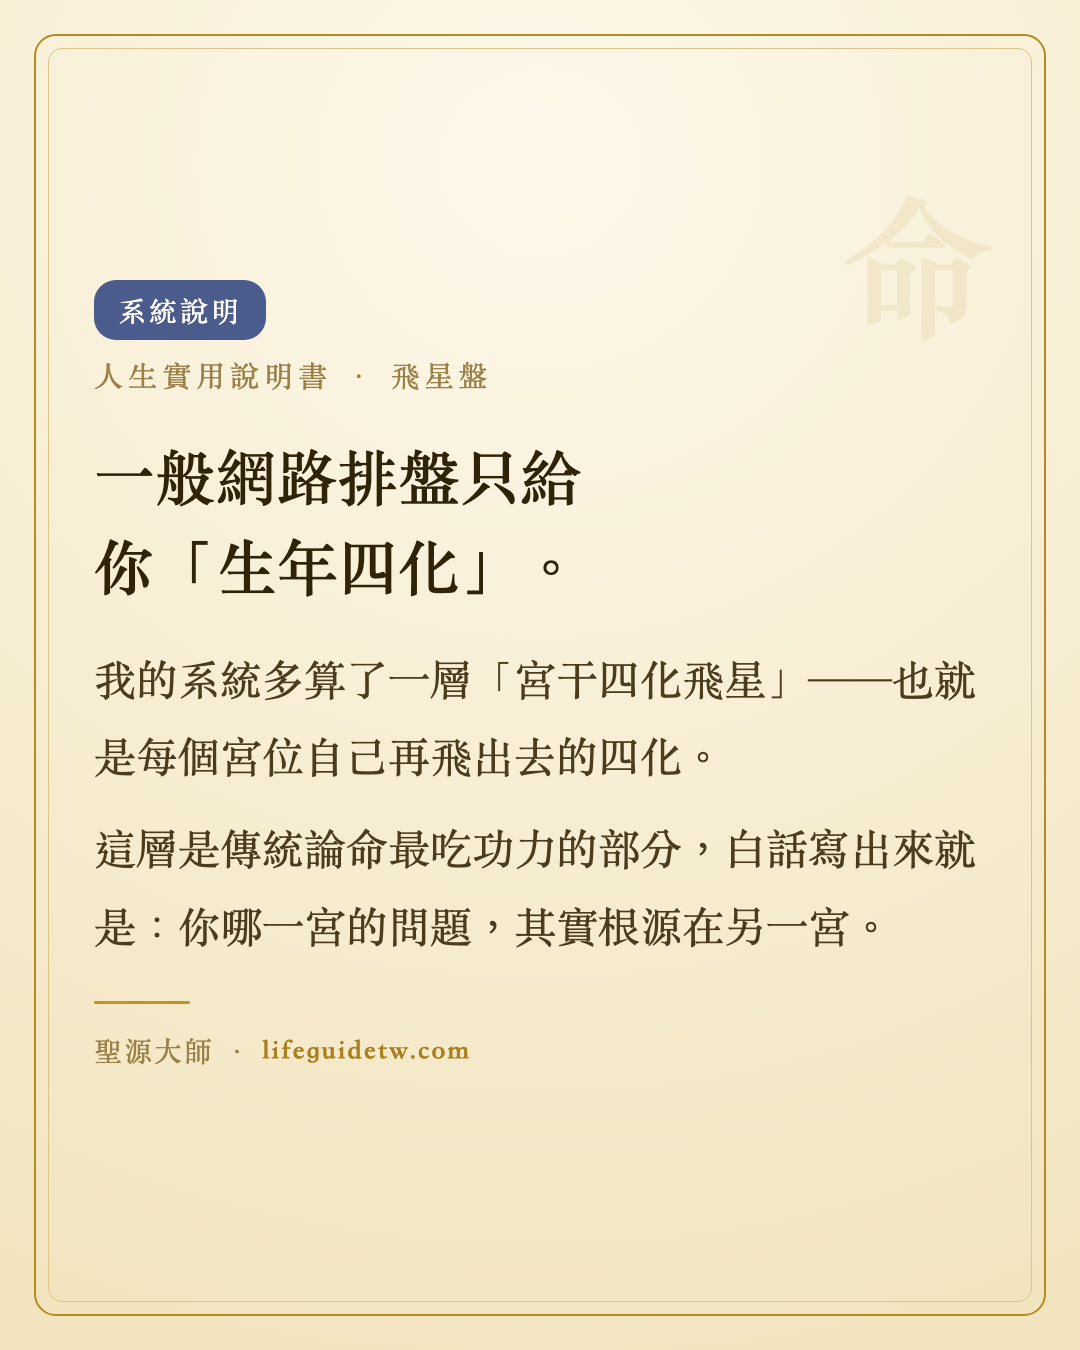 命
系統說明
人生實用說明書 · 飛星盤
一般網路排盤只給
你「生年四化」。
我的系統多算了一層「宮干四化飛星」——也就
是每個宮位自己再飛出去的四化。
這層是傳統論命最吃功力的部分，白話寫出來就
是：你哪一宮的問題，其實根源在另一宮。
聖源大師 · lifeguidetw.com